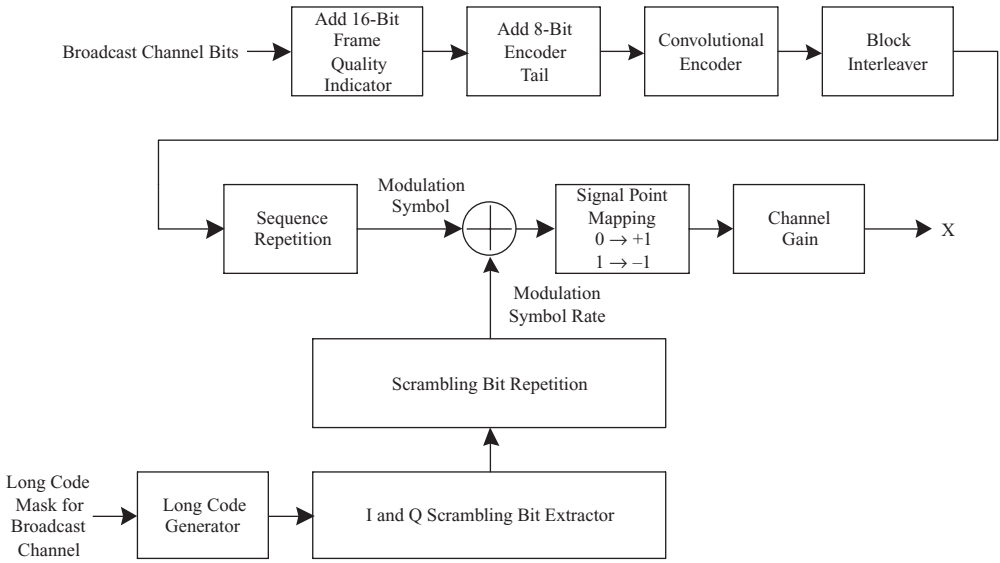 Broadcast Channel Bits
Add 16-Bit
Frame
Quality
Indicator
Add 8-Bit
Encoder
Tail
Convolutional
Encoder
Block
Interleaver
Sequence
Repetition
Modulation
Symbol
Signal Point
Mapping
0 → +1
1 → –1
Channel
Gain
X
Modulation
Symbol Rate
Scrambling Bit Repetition
Long Code
Mask for
Broadcast
Channel
Long Code
Generator
I and Q Scrambling Bit Extractor